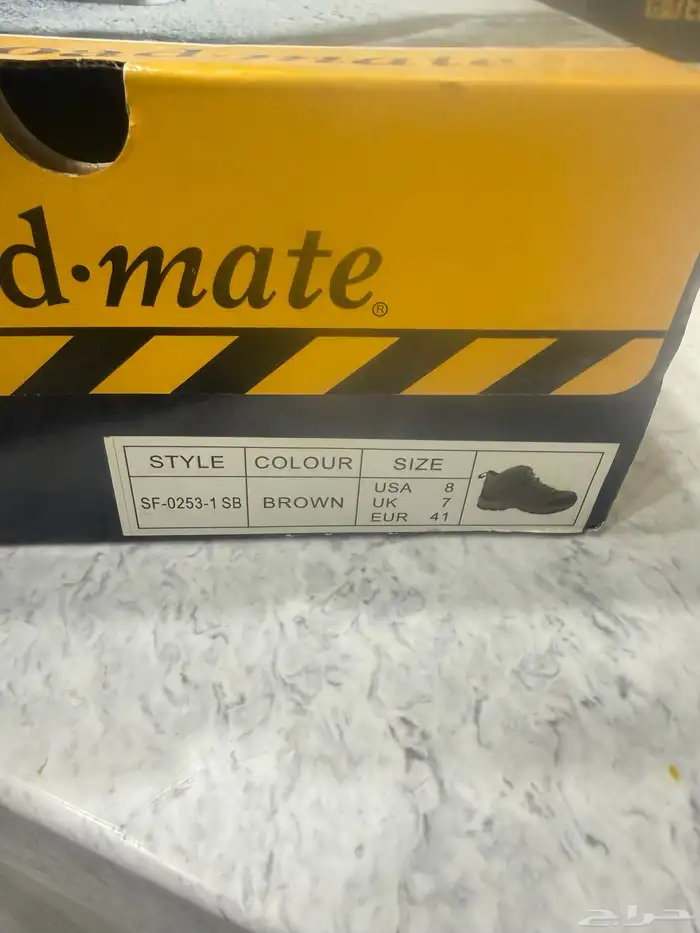 d·mate®
STYLE COLOUR SIZE
SF-0253-1 SB BROWN USA 8
UK 7
EUR 41
حراج